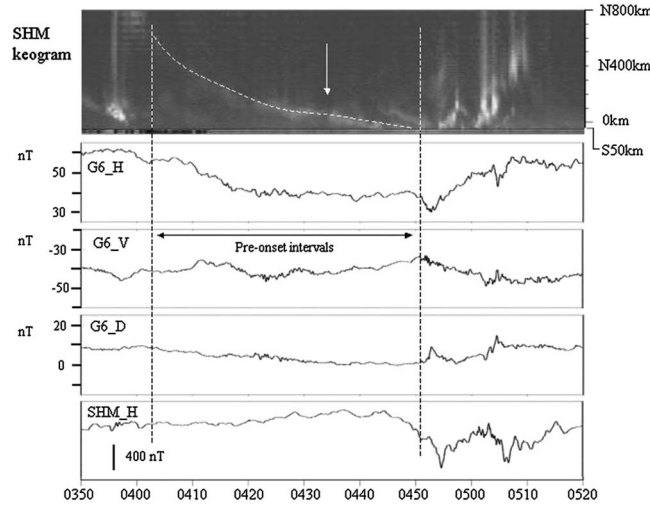 SHM
keogram
N800km
N400km
0km
S50km
nT
50
30
G6_H
nT
-30
-50
G6_V
Pre-onset intervals
nT
20
0
G6_D
SHM_H
400 nT
0350 0400 0410 0420 0430 0440 0450 0500 0510 0520